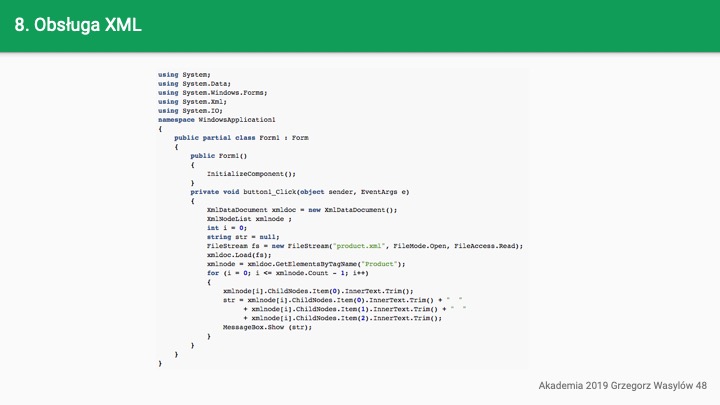 8. Obsługa XML
using System;
using System.Data;
using System.Windows.Forms;
using System.Xml;
using System.IO;
namespace WindowsApplication1
{
    public partial class Form1 : Form
    {
        public Form1()
        {
            InitializeComponent();
        }
        private void button1_Click(object sender, EventArgs e)
        {
            XmlDataDocument xmldoc = new XmlDataDocument();
            XmlNodeList xmlnode ;
            int i = 0;
            string str = null;
            FileStream fs = new FileStream("product.xml", FileMode.Open, FileAccess.Read);
            xmldoc.Load(fs);
            xmlnode = xmldoc.GetElementsByTagName("Product");
            for (i = 0; i <= xmlnode.Count - 1; i++)
            {
                xmlnode[i].ChildNodes.Item(0).InnerText.Trim();
                str = xmlnode[i].ChildNodes.Item(0).InnerText.Trim() + "  "
                     + xmlnode[i].ChildNodes.Item(1).InnerText.Trim() + "  "
                     + xmlnode[i].ChildNodes.Item(2).InnerText.Trim();
                MessageBox.Show (str);
            }
        }
    }
}
Akademia 2019 Grzegorz Wasylów 48